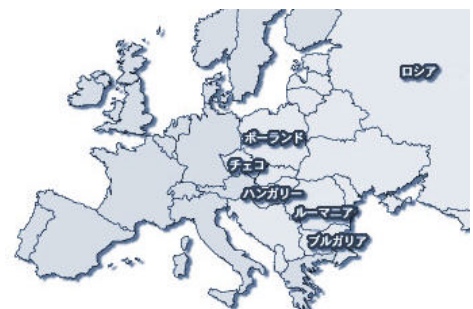 ロシア
ポーランド
チェコ
ハンガリー
ルーマニア
ブルガリア